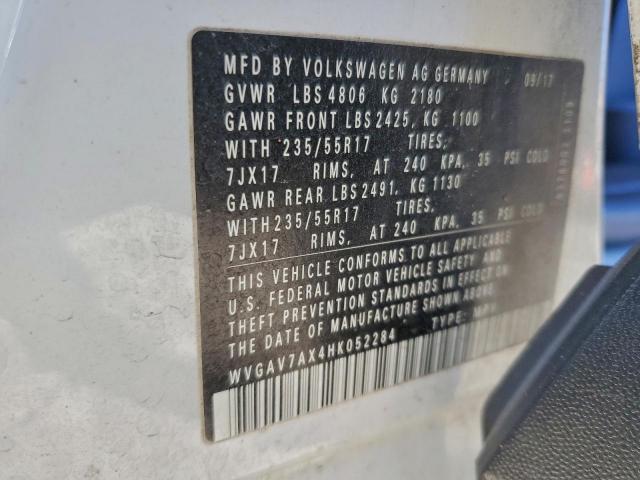 MFD BY VOLKSWAGEN AG GERMANY 09/17
GVWR LBS 4806 KG 2180
GAWR FRONT LBS 2425, KG 1100
WITH 235/55R17 TIRES,
7JX17 RIMS, AT 240 KPA, 35 PSI COLD
GAWR REAR LBS 2491, KG 1130
WITH235/55R17 TIRES,
7JX17 RIMS, AT 240 KPA, 35 PSI COLD
THIS VEHICLE CONFORMS TO ALL APPLICABLE
U.S. FEDERAL MOTOR VEHICLE SAFETY AND
THEFT PREVENTION STANDARDS IN EFFECT ON
THE DATE OF MANUFACTURE SHOWN ABOVE.
WVGAV7AX4HK052284 TYPE: MPV